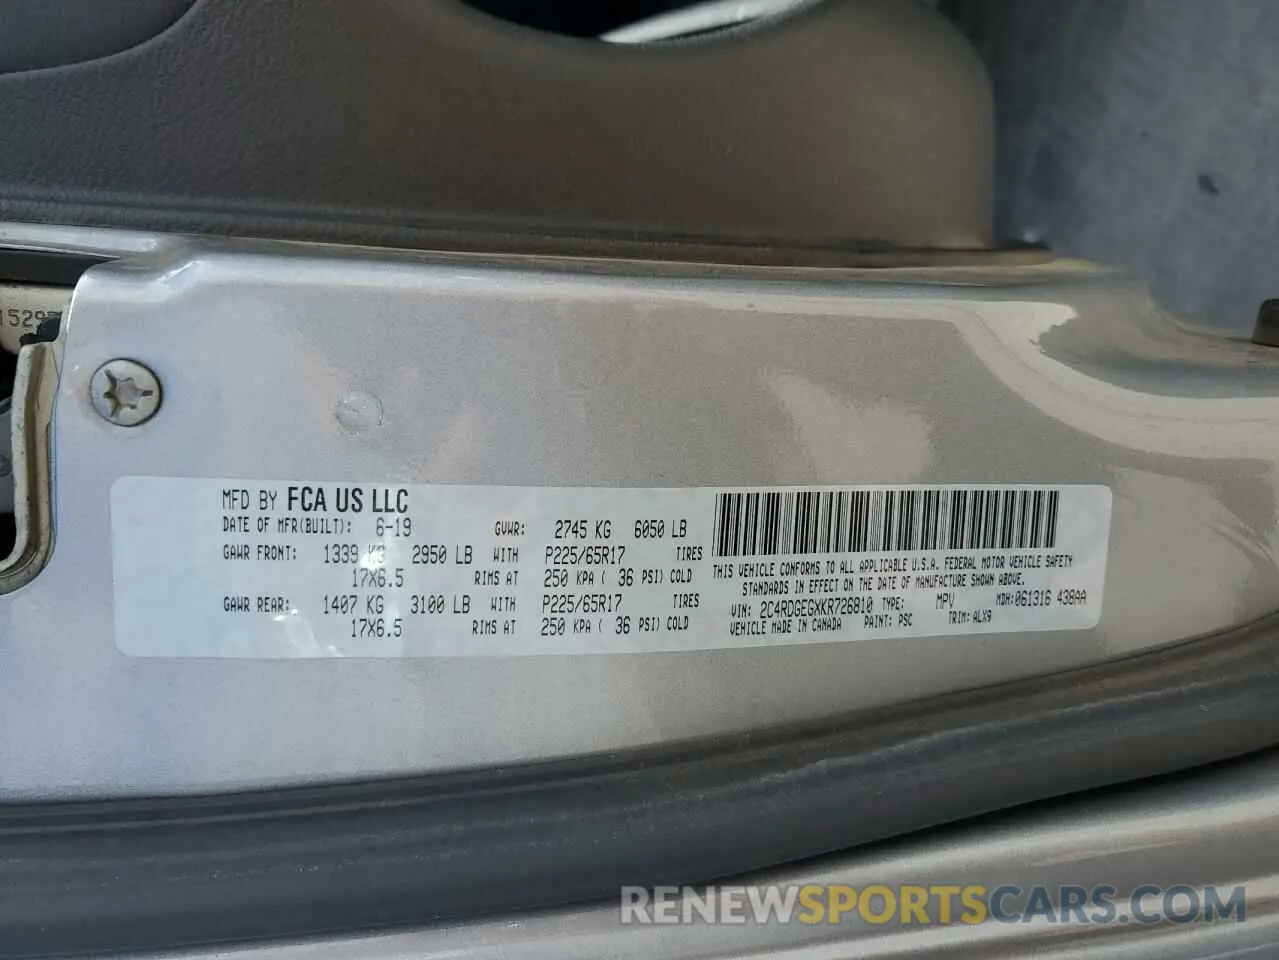 1529
MFD BY FCA US LLC
DATE OF MFR(BUILT): 6-19 GVWR: 2745 KG 6050 LB
GAWR FRONT: 1339 KG 2950 LB WITH P225/65R17 TIRES
17X6.5 RIMS AT 250 KPA ( 36 PSI) COLD
GAWR REAR: 1407 KG 3100 LB WITH P225/65R17 TIRES
17X6.5 RIMS AT 250 KPA ( 36 PSI) COLD
THIS VEHICLE CONFORMS TO ALL APPLICABLE U.S.A. FEDERAL MOTOR VEHICLE SAFETY
STANDARDS IN EFFECT ON THE DATE OF MANUFACTURE SHOWN ABOVE.
VIN: 2C4RDGEGXKR726810 TYPE: MPV MDH:061316 438AA
VEHICLE MADE IN CANADA PAINT: PSC TRIM: ALX9
RENEWSPORTSCARS.COM